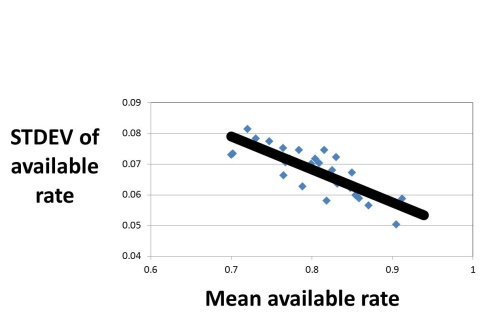 STDEV of
available
rate
0.09
0.08
0.07
0.06
0.05
0.04
0.6 0.7 0.8 0.9 1
Mean available rate